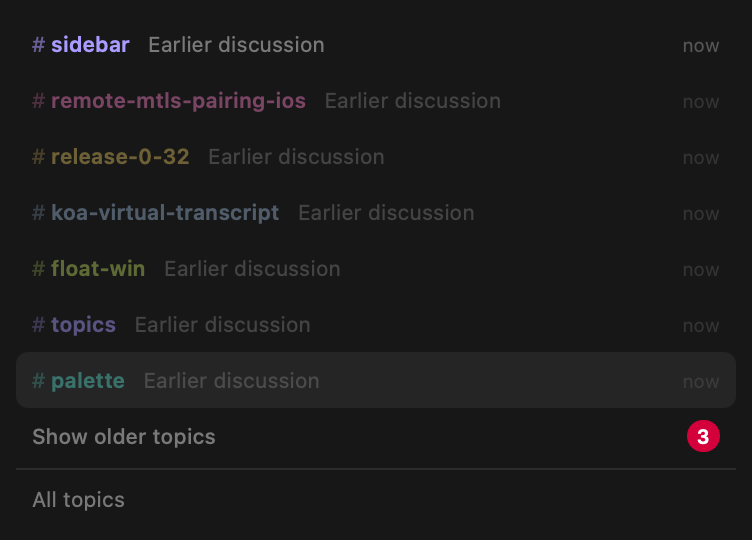 # sidebar Earlier discussion now
# remote-mtls-pairing-ios Earlier discussion now
# release-0-32 Earlier discussion now
# koa-virtual-transcript Earlier discussion now
# float-win Earlier discussion now
# topics Earlier discussion now
# palette Earlier discussion now
Show older topics 3
All topics